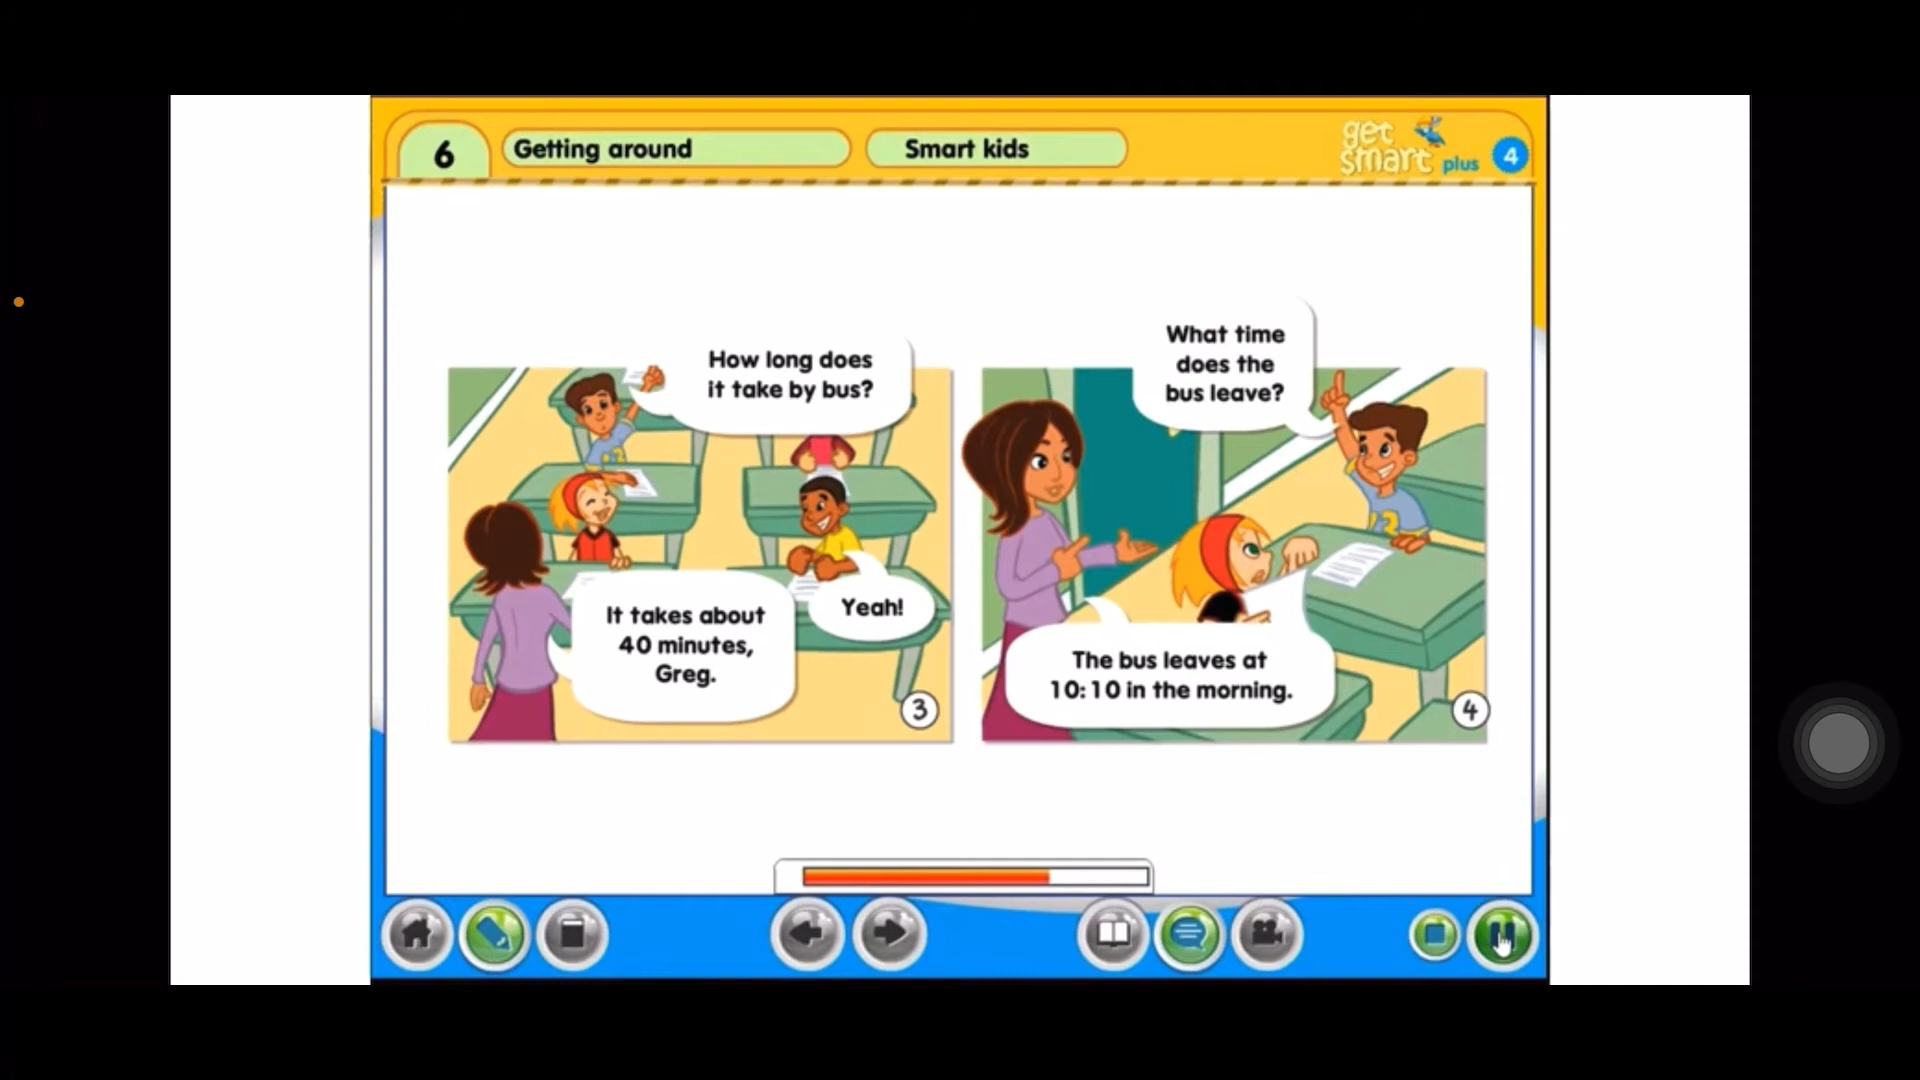 6
Getting around
Smart kids
get
smart plus
4
How long does
it take by bus?
It takes about
40 minutes,
Greg.
Yeah!
3
What time
does the
bus leave?
The bus leaves at
10:10 in the morning.
4